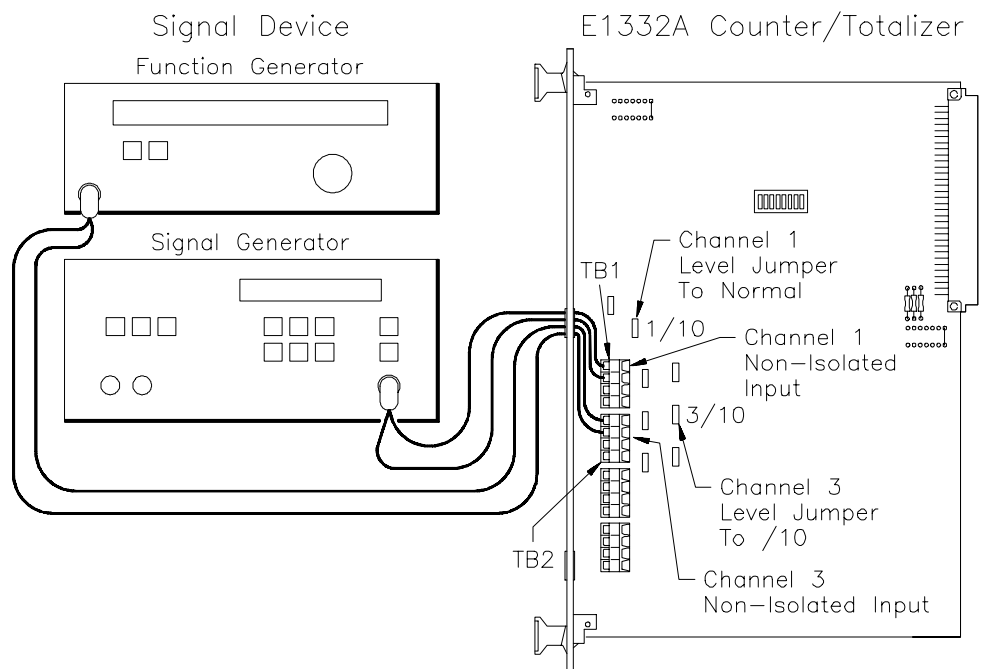 Signal Device
Function Generator
Signal Generator
E1332A Counter/Totalizer
Channel 1
Level Jumper
To Normal
TB1
1/10
Channel 1
Non-Isolated
Input
3/10
Channel 3
Level Jumper
To /10
TB2
Channel 3
Non-Isolated Input